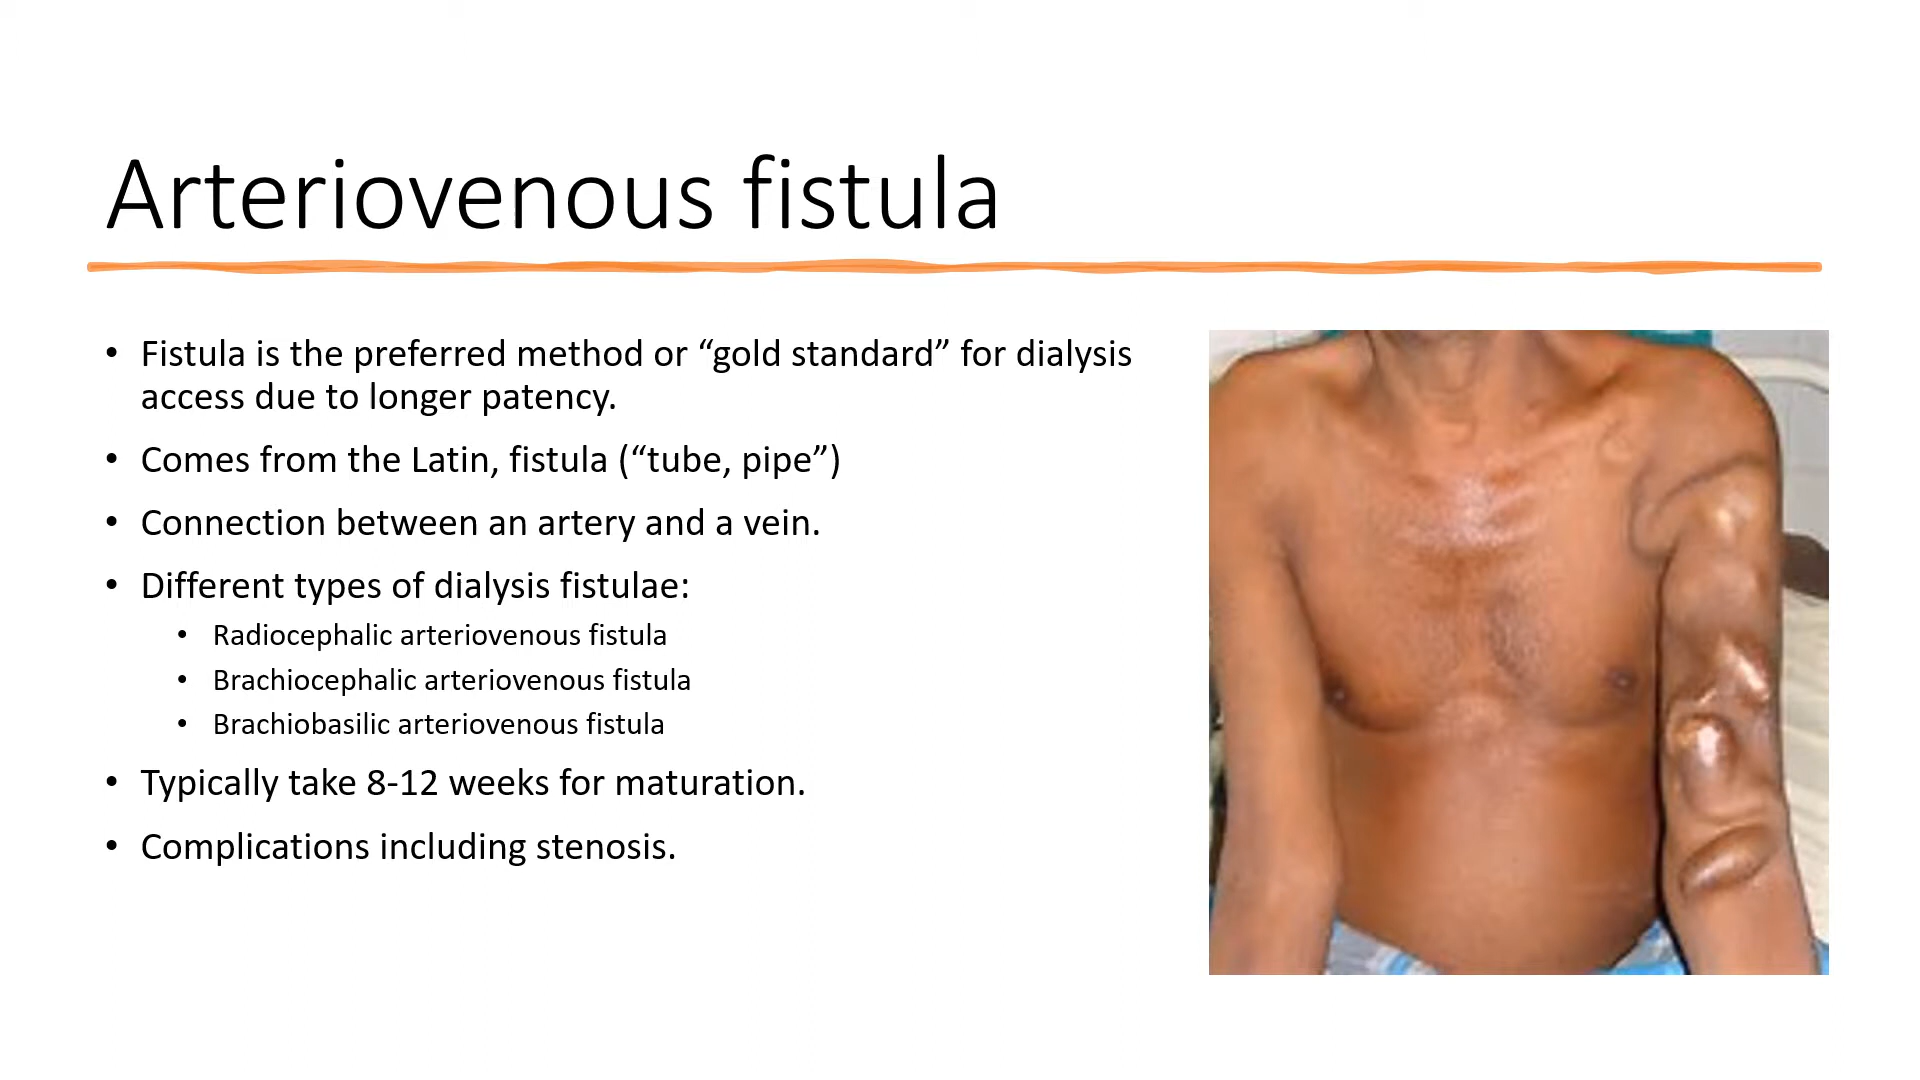 Arteriovenous fistula
• Fistula is the preferred method or “gold standard” for dialysis
access due to longer patency.
• Comes from the Latin, fistula (“tube, pipe”)
• Connection between an artery and a vein.
• Different types of dialysis fistulae:
• Radiocephalic arteriovenous fistula
• Brachiocephalic arteriovenous fistula
• Brachiobasilic arteriovenous fistula
• Typically take 8-12 weeks for maturation.
• Complications including stenosis.